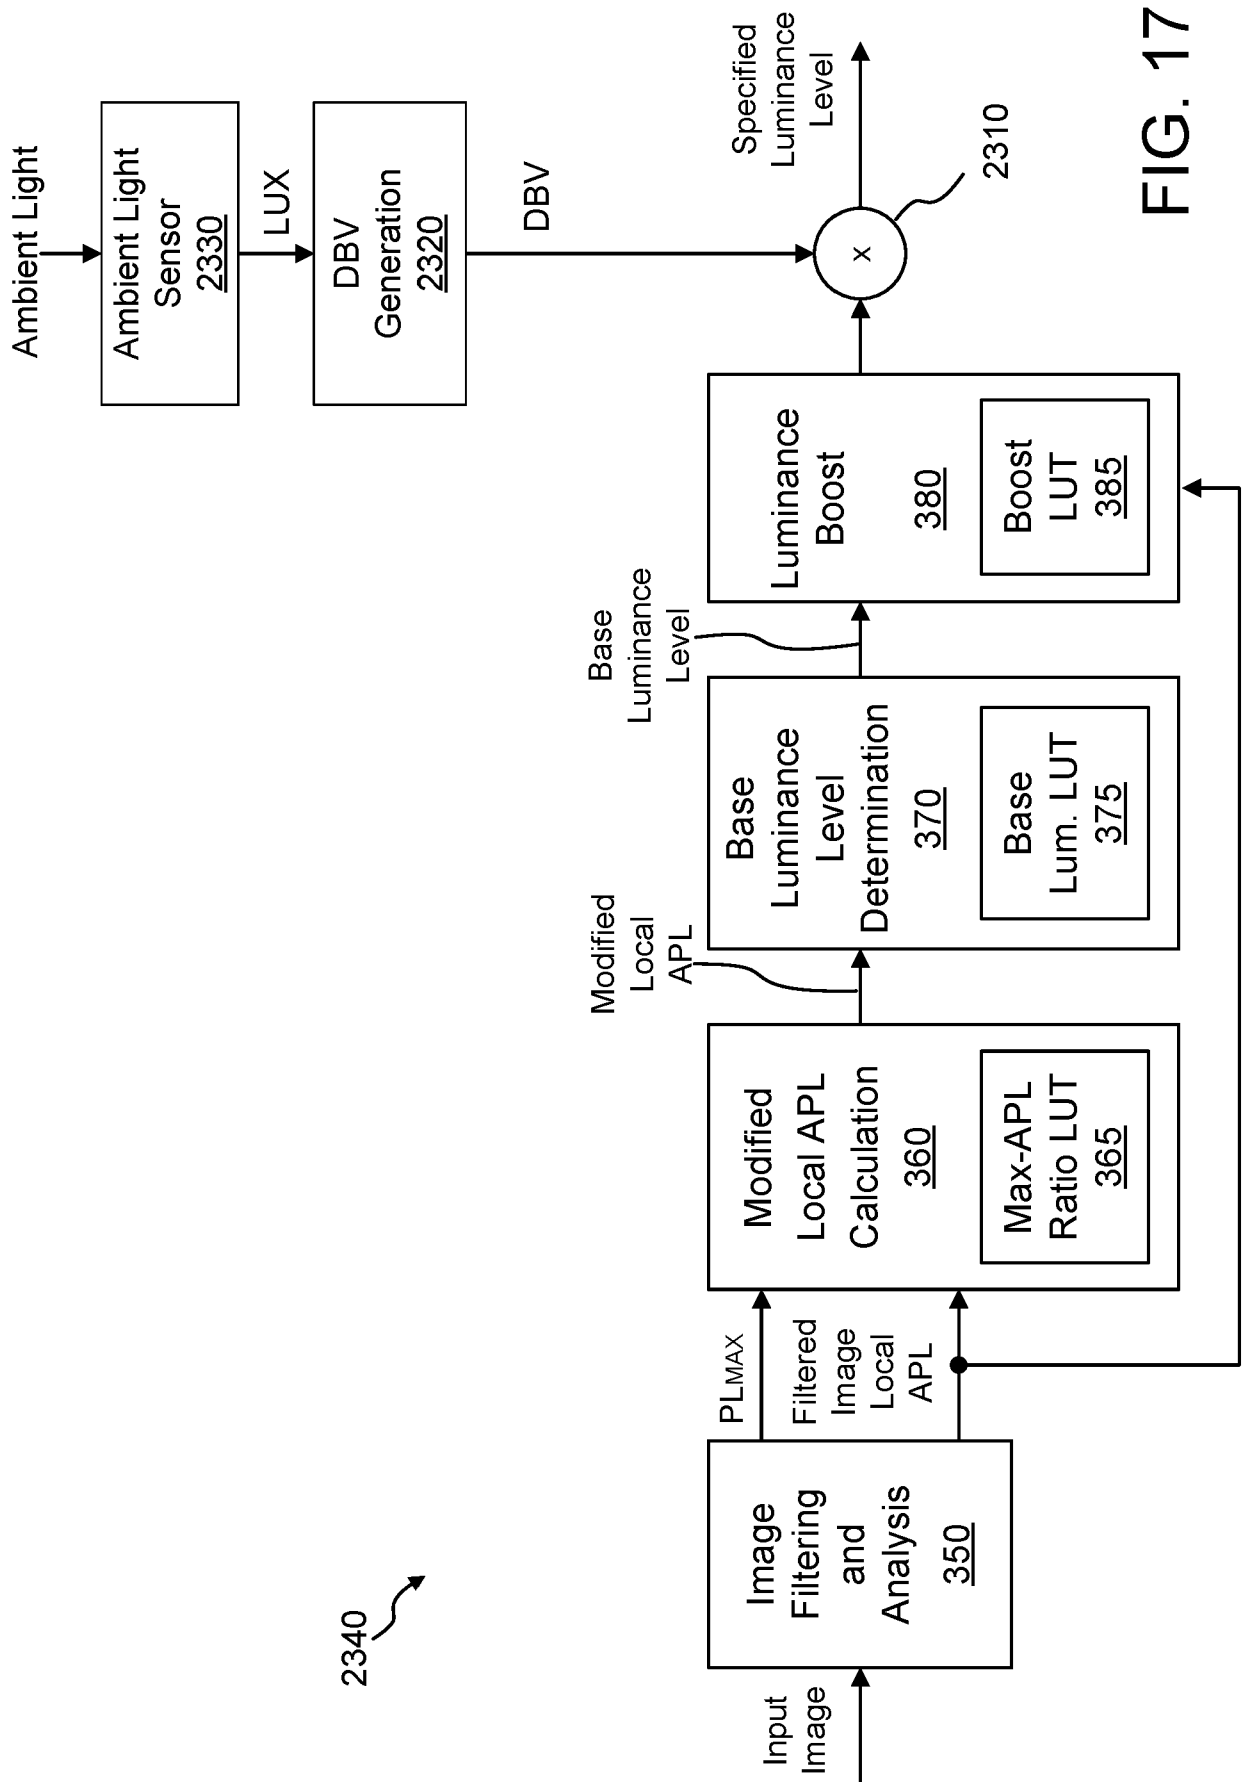 2340
Input
Image
Image
Filtering
and
Analysis
350
PLMAX
Filtered
Image
Local
APL
Modified
Local APL
Calculation
360
Max-APL
Ratio LUT
365
Modified
Local
APL
Base
Luminance
Level
Determination
370
Base
Lum. LUT
375
Base
Luminance
Level
Luminance
Boost
380
Boost
LUT
385
Ambient Light
Ambient Light
Sensor
2330
LUX
DBV
Generation
2320
DBV
x
2310
Specified
Luminance
Level
FIG. 17